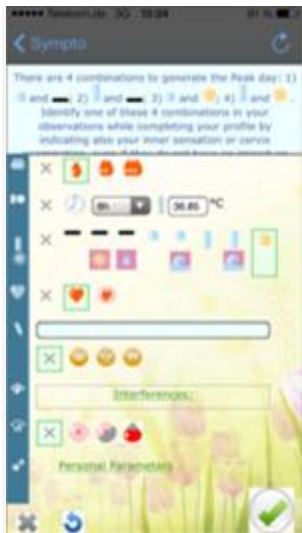 Telekom.de 3G 15:24
Sympto
There are 4 combinations to generate the Peak day: 1)
and 2) and 3) and 4) and
Identify one of these 4 combinations in your
observations while completing your profile by
indicating also your inner sensation or cervix
8h 36.65 °C
Interferences:
Personal Parameters